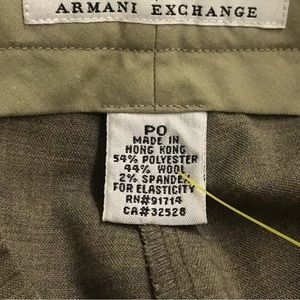 ARMANI EXCHANGE
PO
MADE IN
HONG KONG
54% POLYESTER
44% WOOL
2% SPANDEX
FOR ELASTICITY
RN#91714
CA#32528